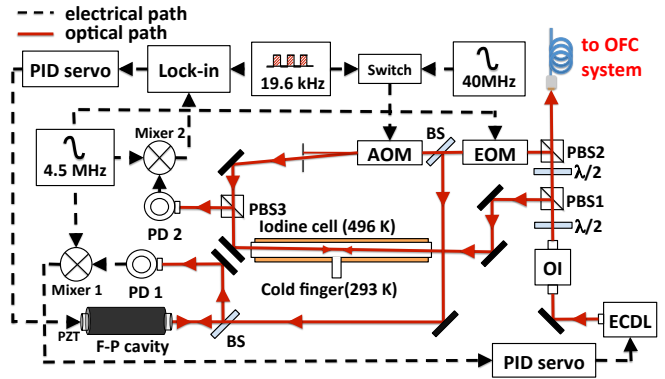 electrical path
optical path
to OFC
system
PID servo
Lock-in
19.6 kHz
Switch
40MHz
4.5 MHz
Mixer 2
AOM
BS
EOM
PBS2
λ/2
PBS1
λ/2
PD 2
PBS3
Iodine cell (496 K)
OI
Mixer 1
PD 1
Cold finger(293 K)
PZT
F-P cavity
BS
ECDL
PID servo